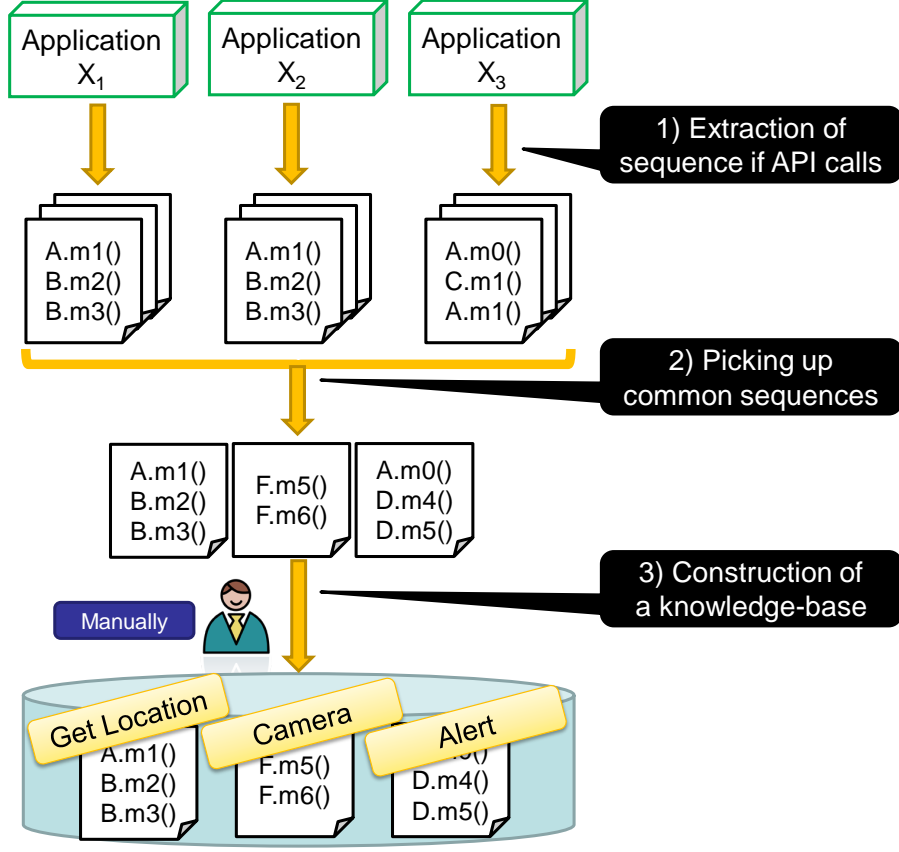 Application
X1
Application
X2
Application
X3
1) Extraction of
sequence if API calls
A.m1()
B.m2()
B.m3()
A.m1()
B.m2()
B.m3()
A.m0()
C.m1()
A.m1()
2) Picking up
common sequences
A.m1()
B.m2()
B.m3()
F.m5()
F.m6()
A.m0()
D.m4()
D.m5()
3) Construction of
a knowledge-base
Manually
Get Location
A.m1()
B.m2()
B.m3()
Camera
F.m5()
F.m6()
Alert
D.m4()
D.m5()